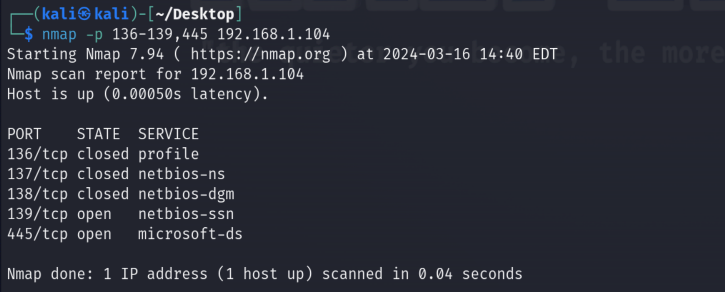 ┌──(kali㉿kali)-[~/Desktop]
└─$ nmap -p 136-139,445 192.168.1.104
Starting Nmap 7.94 ( https://nmap.org ) at 2024-03-16 14:40 EDT
Nmap scan report for 192.168.1.104
Host is up (0.00050s latency).

PORT    STATE  SERVICE
136/tcp closed profile
137/tcp closed netbios-ns
138/tcp closed netbios-dgm
139/tcp open   netbios-ssn
445/tcp open   microsoft-ds

Nmap done: 1 IP address (1 host up) scanned in 0.04 seconds